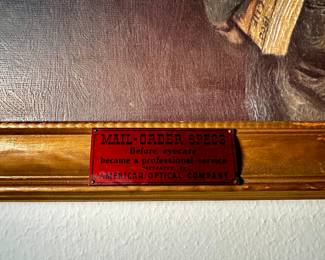 MAIL-ORDER SPECS
Before eyecare
became a professional service
AMERICAN OPTICAL COMPANY